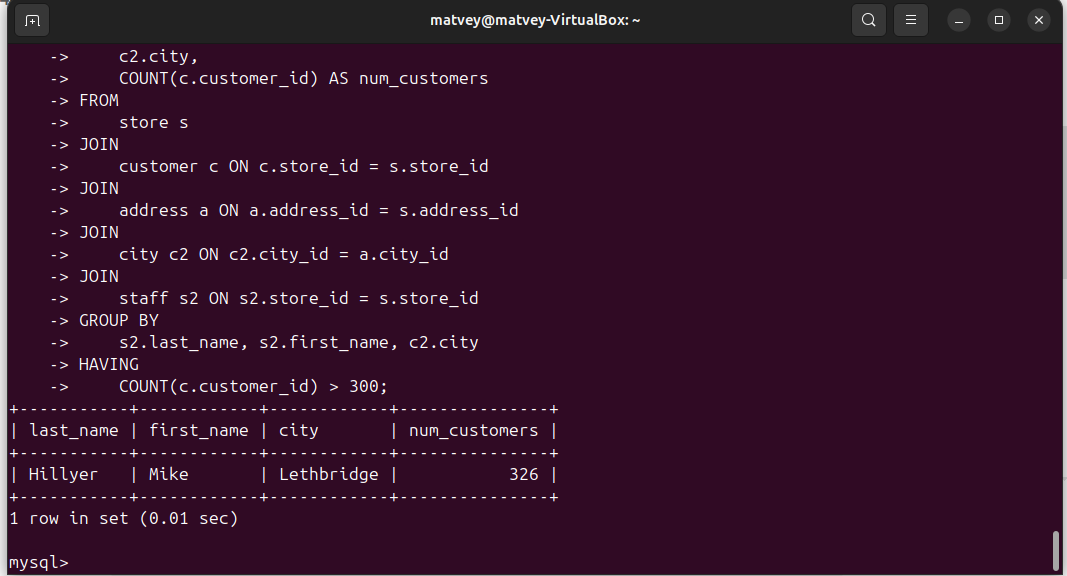 matvey@matvey-VirtualBox: ~
->     c2.city,
->     COUNT(c.customer_id) AS num_customers
-> FROM
->     store s
-> JOIN
->     customer c ON c.store_id = s.store_id
-> JOIN
->     address a ON a.address_id = s.address_id
-> JOIN
->     city c2 ON c2.city_id = a.city_id
-> JOIN
->     staff s2 ON s2.store_id = s.store_id
-> GROUP BY
->     s2.last_name, s2.first_name, c2.city
-> HAVING
->     COUNT(c.customer_id) > 300;
+-----------+------------+------------+---------------+
| last_name | first_name | city       | num_customers |
+-----------+------------+------------+---------------+
| Hillyer   | Mike       | Lethbridge |           326 |
+-----------+------------+------------+---------------+
1 row in set (0.01 sec)
mysql>